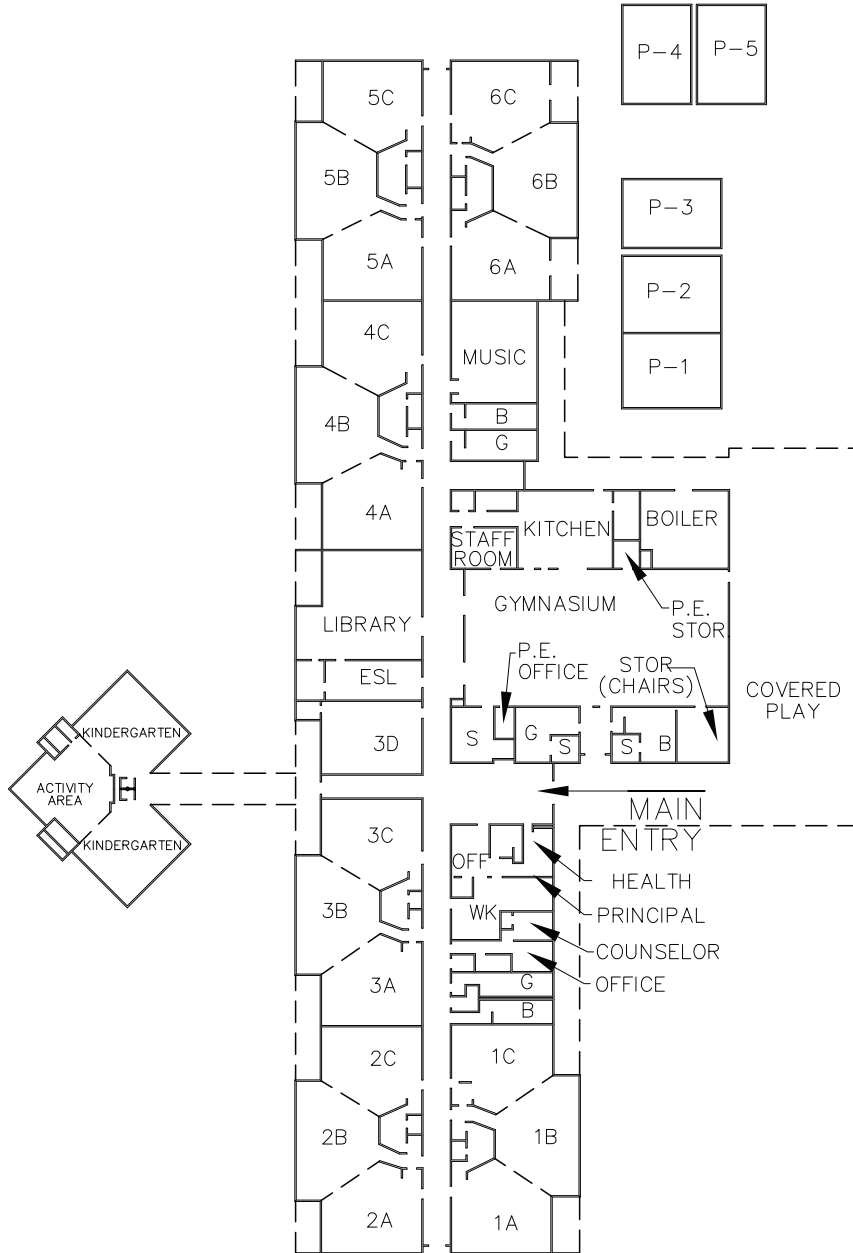 P-4
P-5
5C
6C
5B
6B
P-3
5A
6A
P-2
4C
MUSIC
P-1
4B
B
G
4A
KITCHEN
BOILER
STAFF
ROOM
GYMNASIUM
P.E.
STOR.
LIBRARY
P.E.
OFFICE
STOR
(CHAIRS)
ESL
COVERED
PLAY
KINDERGARTEN
3D
S
G
S
S
B
ACTIVITY
AREA
MAIN
ENTRY
3C
KINDERGARTEN
OFF
HEALTH
3B
WK
PRINCIPAL
COUNSELOR
3A
OFFICE
G
B
2C
1C
2B
1B
2A
1A